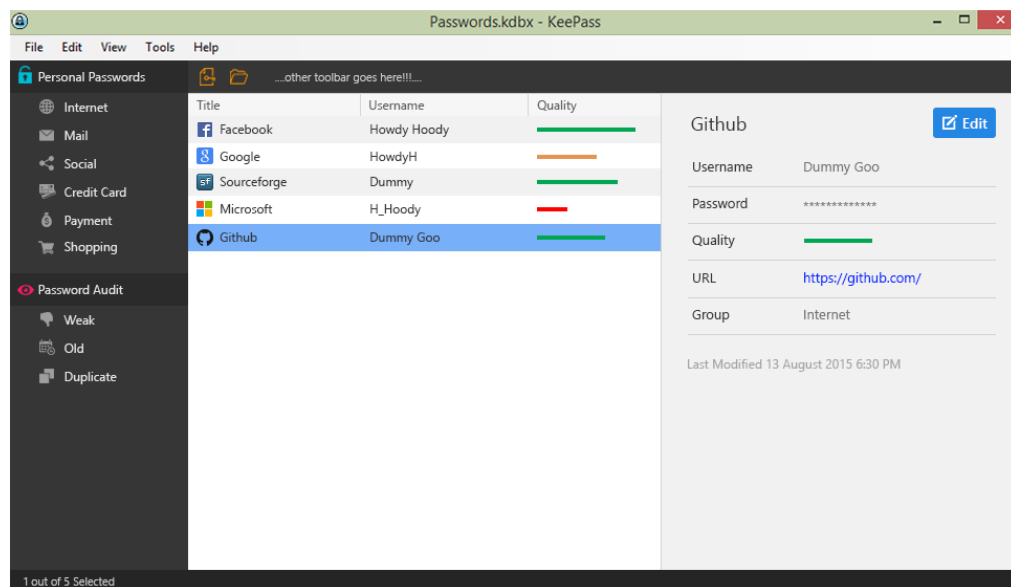 Passwords.kdbx - KeePass
File Edit View Tools Help
Personal Passwords
Internet
Mail
Social
Credit Card
Payment
Shopping
Password Audit
Weak
Old
Duplicate
....other toolbar goes here!!!....
Title Username Quality
Facebook Howdy Hoody
8 Google HowdyH
sf Sourceforge Dummy
Microsoft H_Hoody
Github Dummy Goo
Github Edit
Username Dummy Goo
Password *************
Quality
URL https://github.com/
Group Internet
Last Modified 13 August 2015 6:30 PM
1 out of 5 Selected